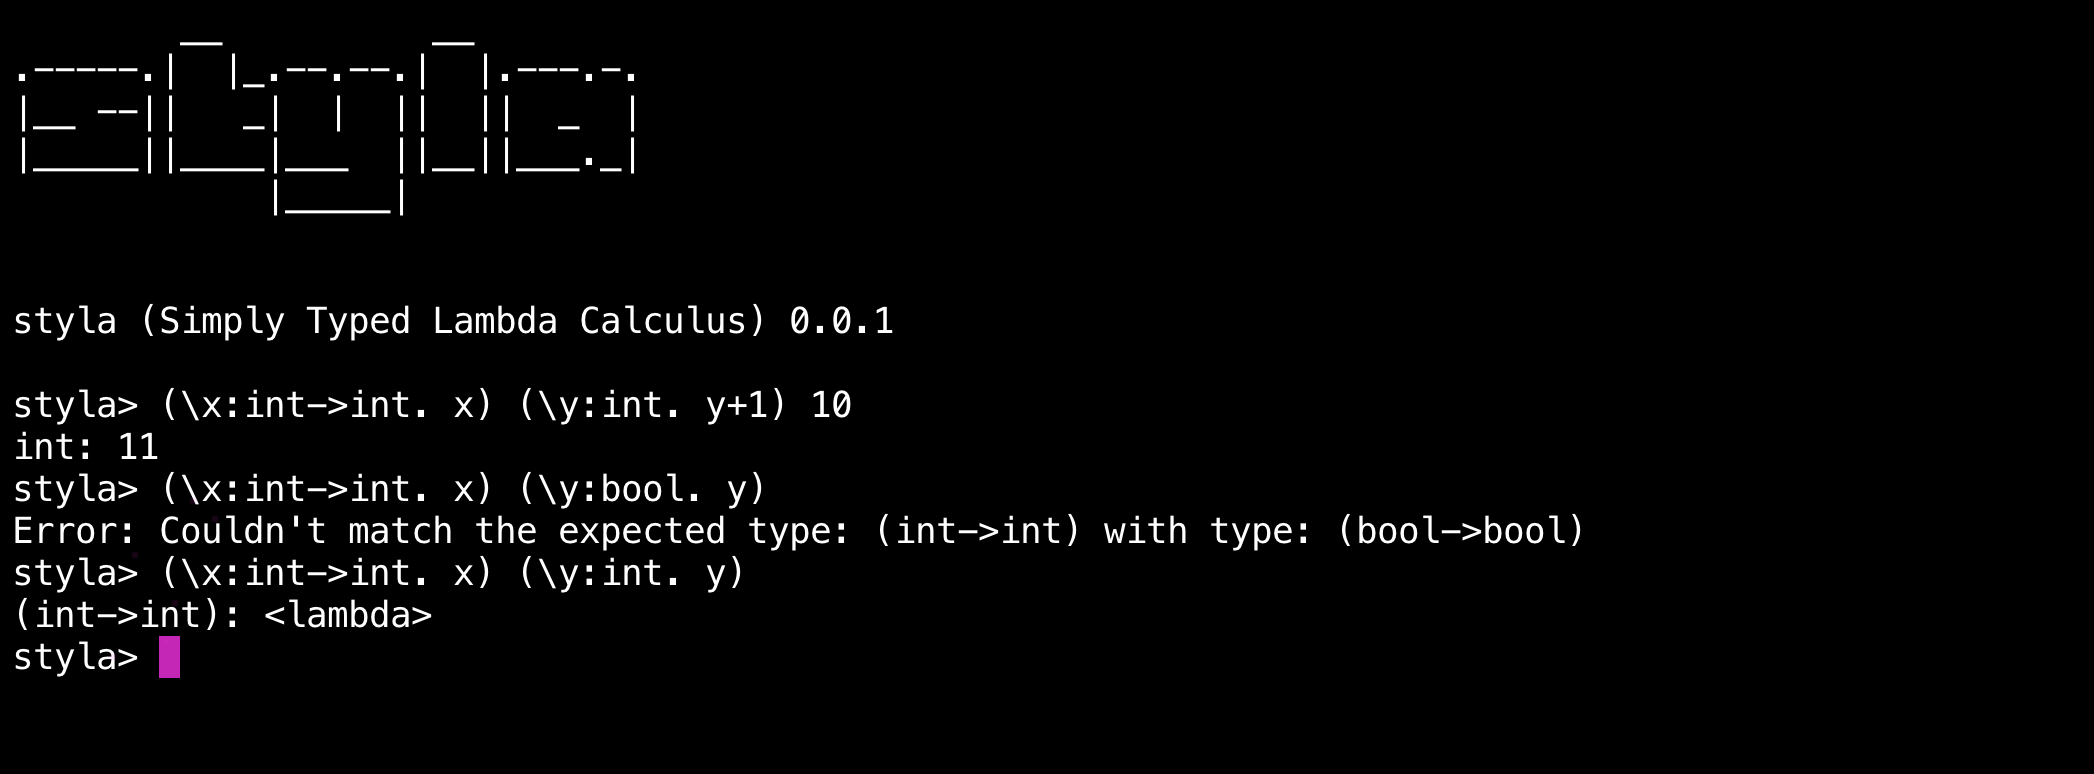 styla
styla (Simply Typed Lambda Calculus) 0.0.1
styla> (\x:int->int. x) (\y:int. y+1) 10
int: 11
styla> (\x:int->int. x) (\y:bool. y)
Error: Couldn't match the expected type: (int->int) with type: (bool->bool)
styla> (\x:int->int. x) (\y:int. y)
(int->int): <lambda>
styla>